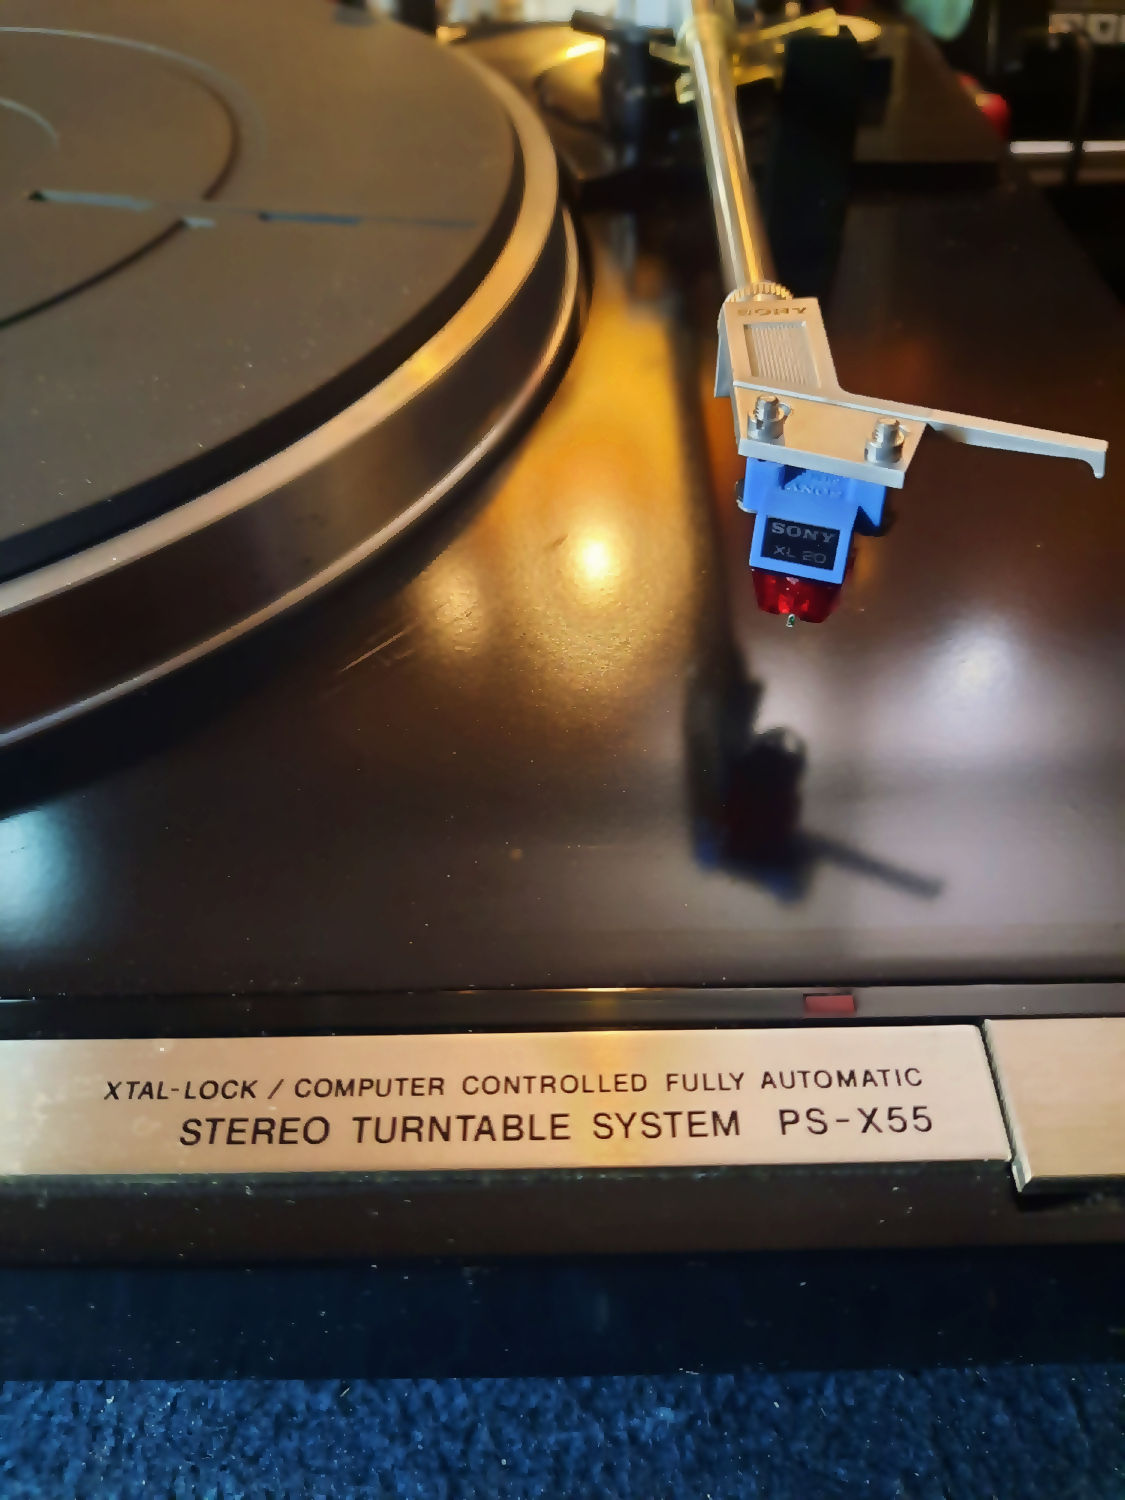 SONY
SONY
XL 20
XTAL-LOCK / COMPUTER CONTROLLED FULLY AUTOMATIC
STEREO TURNTABLE SYSTEM PS-X55